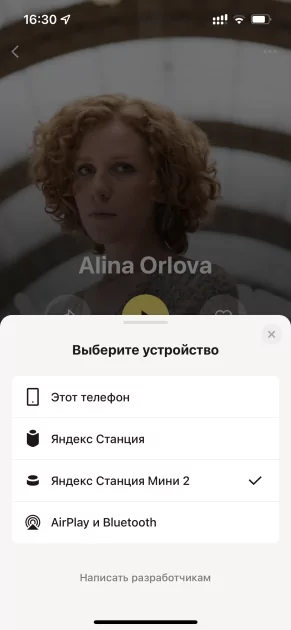 16:30
Alina Orlova
Выберите устройство
Этот телефон
Яндекс Станция
Яндекс Станция Мини 2
AirPlay и Bluetooth
Написать разработчикам